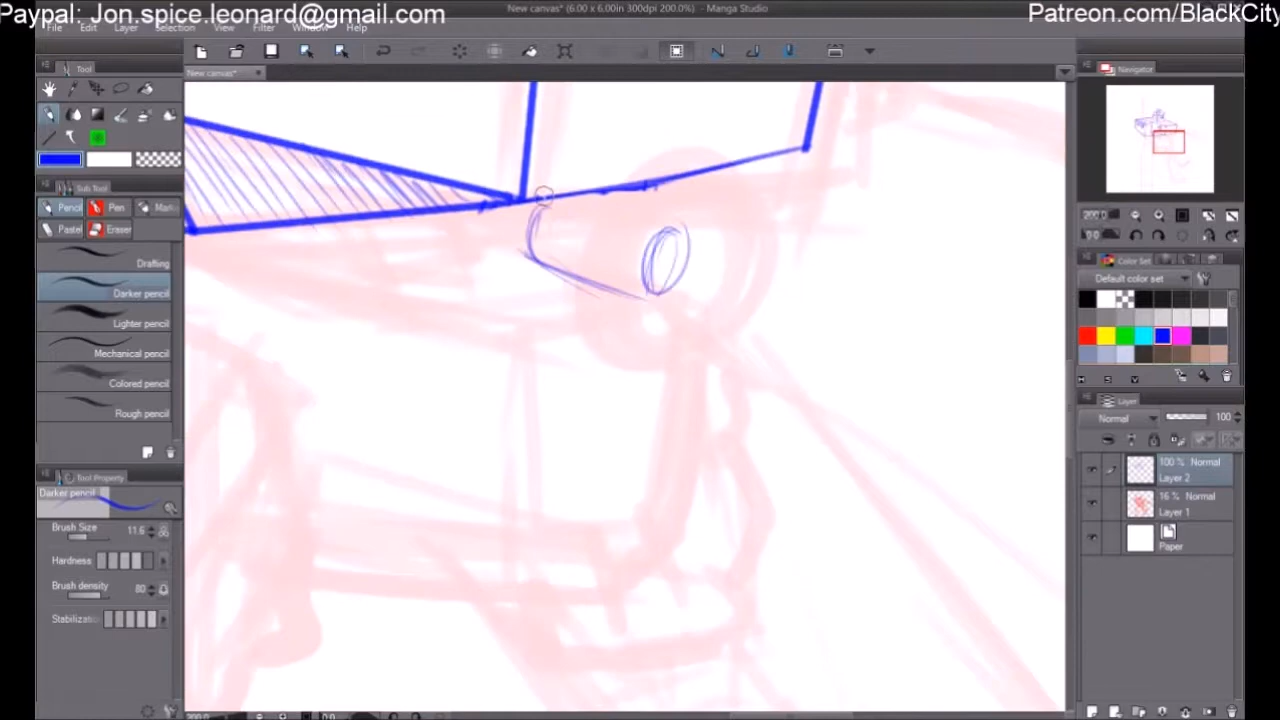 Paypal: Jon.spice.leonard@gmail.com
New canvas* (6.00 x 6.00in 300dpi 200.0%) - Manga Studio
Patreon.com/BlackCity
File Edit Layer Selection View Filter Window Help
Tool
New canvas*
Navigator
Sub Tool
Pencil Pen
Pastel Eraser
Drafting
Darker pencil
Lighter pencil
Mechanical pencil
Colored pencil
Rough pencil
Tool Property
Darker pencil
Brush Size 11.6
Hardness
Brush density 80
Color Set
Default color set
Layer
Normal 100
100 % Normal
Layer 2
16 % Normal
Layer 1
Paper